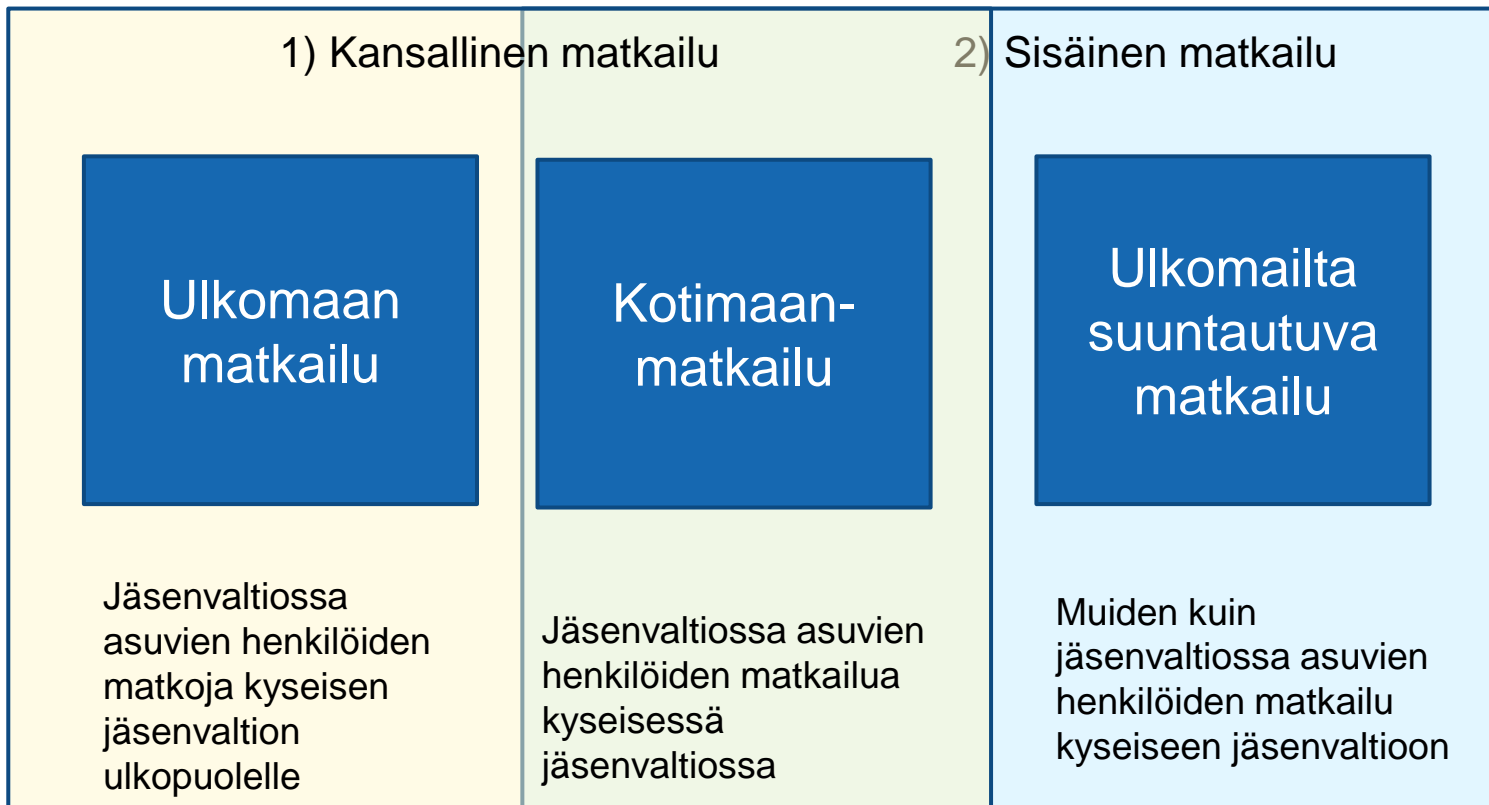 1) Kansallinen matkailu
2) Sisäinen matkailu
Ulkomaan
matkailu
Kotimaan-
matkailu
Ulkomailta
suuntautuva
matkailu
Jäsenvaltiossa
asuvien henkilöiden
matkoja kyseisen
jäsenvaltion
ulkopuolelle
Jäsenvaltiossa asuvien
henkilöiden matkailua
kyseisessä
jäsenvaltiossa
Muiden kuin
jäsenvaltiossa asuvien
henkilöiden matkailu
kyseiseen jäsenvaltioon